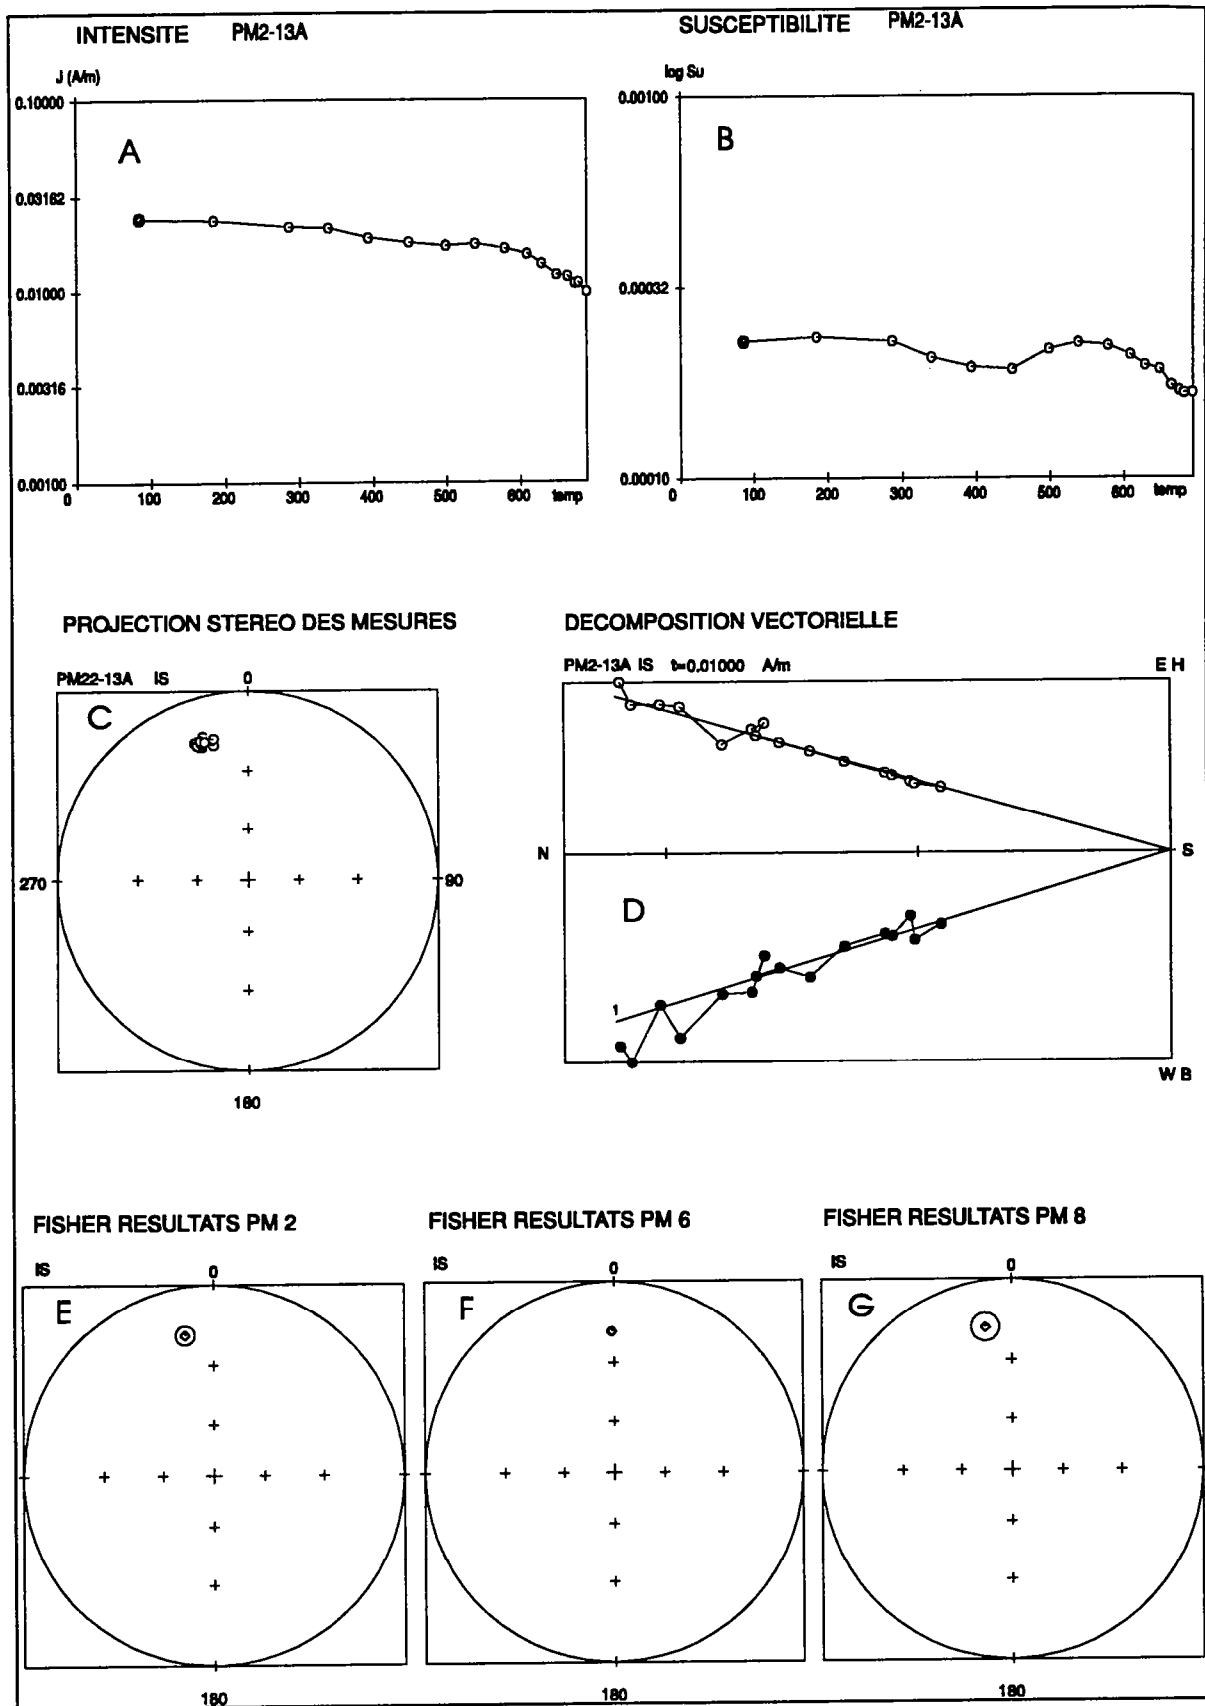 INTENSITE PM2-13A
J (A/m)
0.10000
A
0.03162
0.01000
0.00316
0.00100
0 100 200 300 400 500 600 temp
SUSCEPTIBILITE PM2-13A
log Su
0.00100
B
0.00032
0.00010
0 100 200 300 400 500 600 temp
PROJECTION STEREO DES MESURES
PM22-13A IS 0
C
270 90
180
DECOMPOSITION VECTORIELLE
PM2-13A IS t=0.01000 A/m E H
N S
D
1
W B
FISHER RESULTATS PM 2
IS 0
E
180
FISHER RESULTATS PM 6
IS 0
F
180
FISHER RESULTATS PM 8
IS 0
G
180